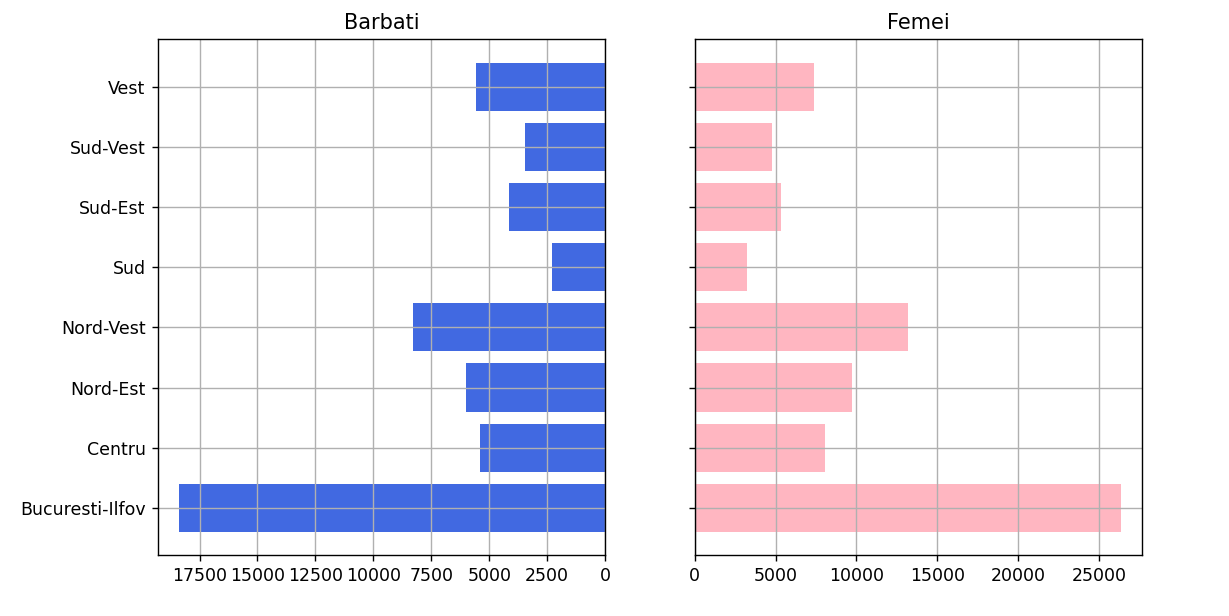 Barbati
Femei
Vest
Sud-Vest
Sud-Est
Sud
Nord-Vest
Nord-Est
Centru
Bucuresti-Ilfov
17500 15000 12500 10000 7500 5000 2500 0
0 5000 10000 15000 20000 25000